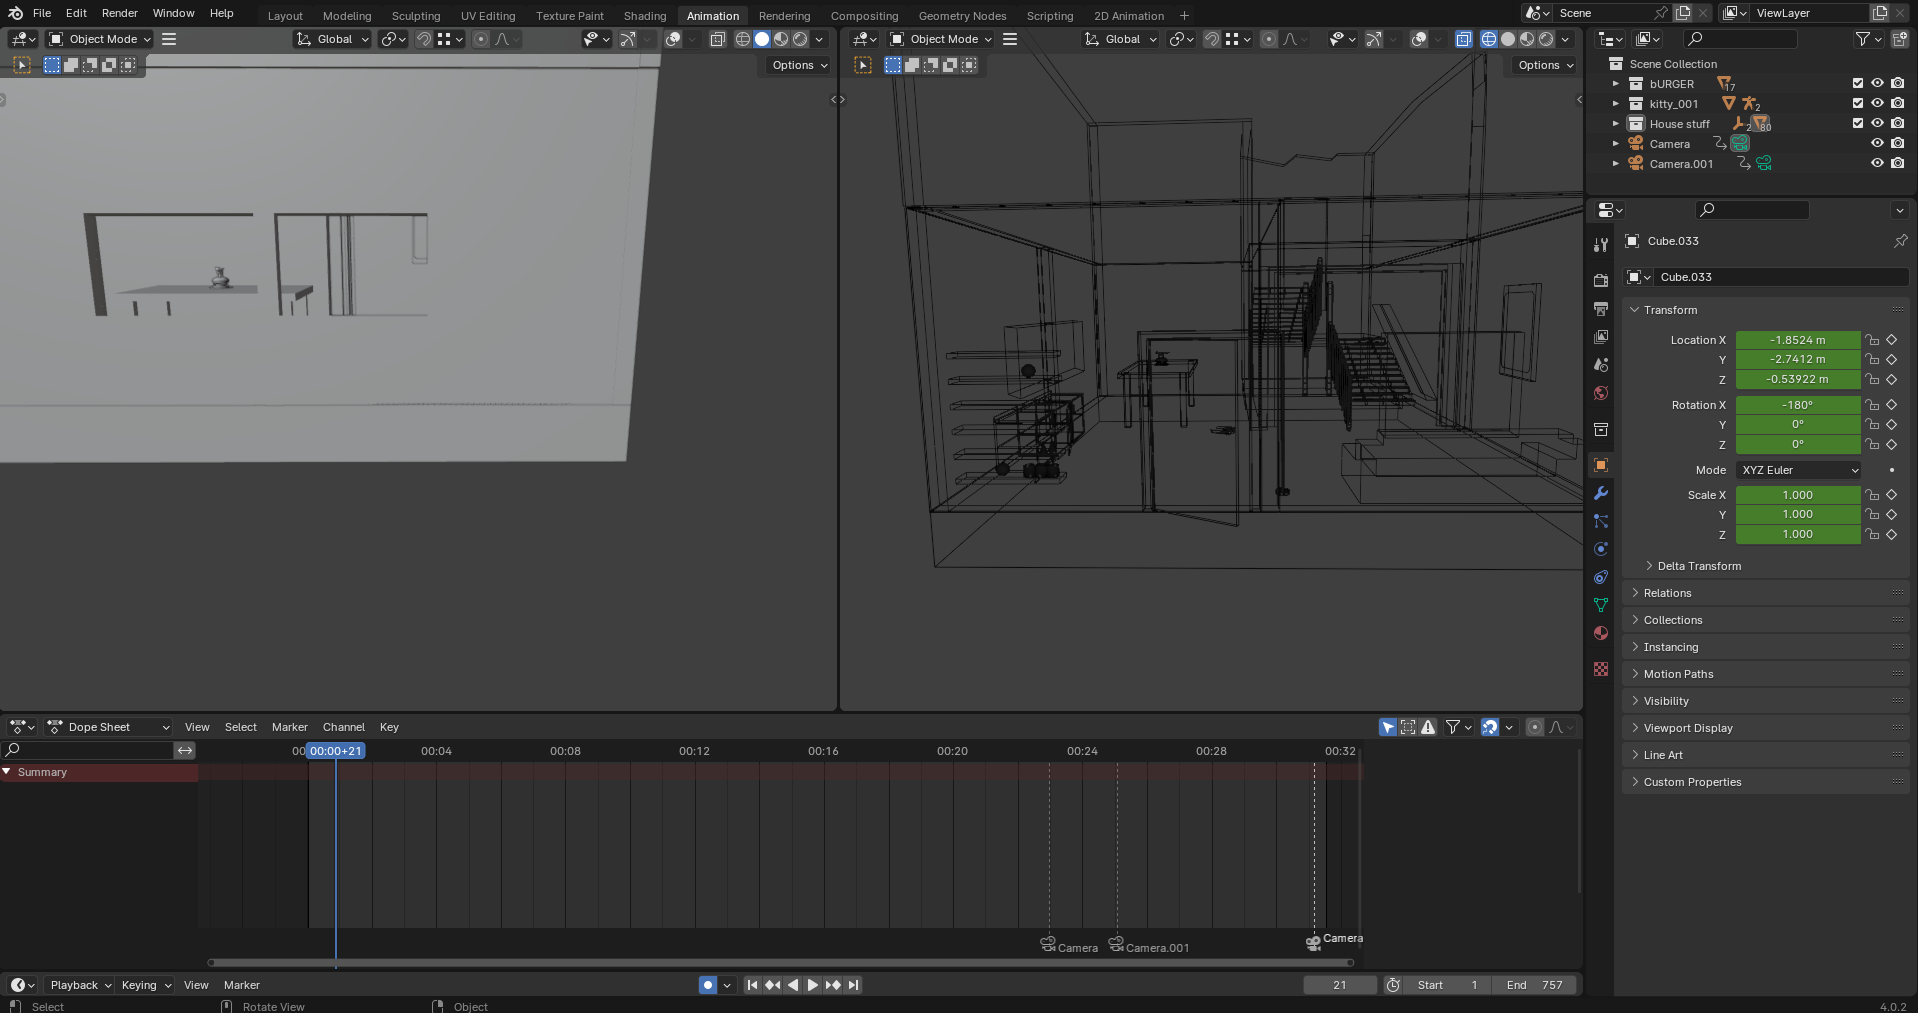 File Edit Render Window Help Layout Modeling Sculpting UV Editing Texture Paint Shading Animation Rendering Compositing Geometry Nodes Scripting 2D Animation + Scene ViewLayer
Object Mode Global Object Mode Global
Options Options
Scene Collection
bURGER 17
kitty_001 2
House stuff 2 80
Camera
Camera.001
Cube.033
Cube.033
Transform
Location X -1.8524 m
Y -2.7412 m
Z -0.53922 m
Rotation X -180°
Y 0°
Z 0°
Mode XYZ Euler
Scale X 1.000
Y 1.000
Z 1.000
Delta Transform
Relations
Collections
Instancing
Motion Paths
Visibility
Viewport Display
Line Art
Custom Properties
Dope Sheet View Select Marker Channel Key
00 00:00+21 00:04 00:08 00:12 00:16 00:20 00:24 00:28 00:32
Summary
Camera Camera.001 Camera
Playback Keying View Marker 21 Start 1 End 757
Select Rotate View Object 4.0.2